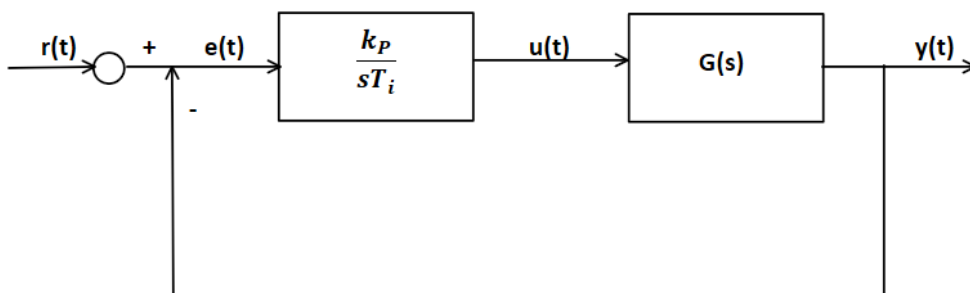 r(t)
+
e(t)
-
k_P
sT_i
u(t)
G(s)
y(t)